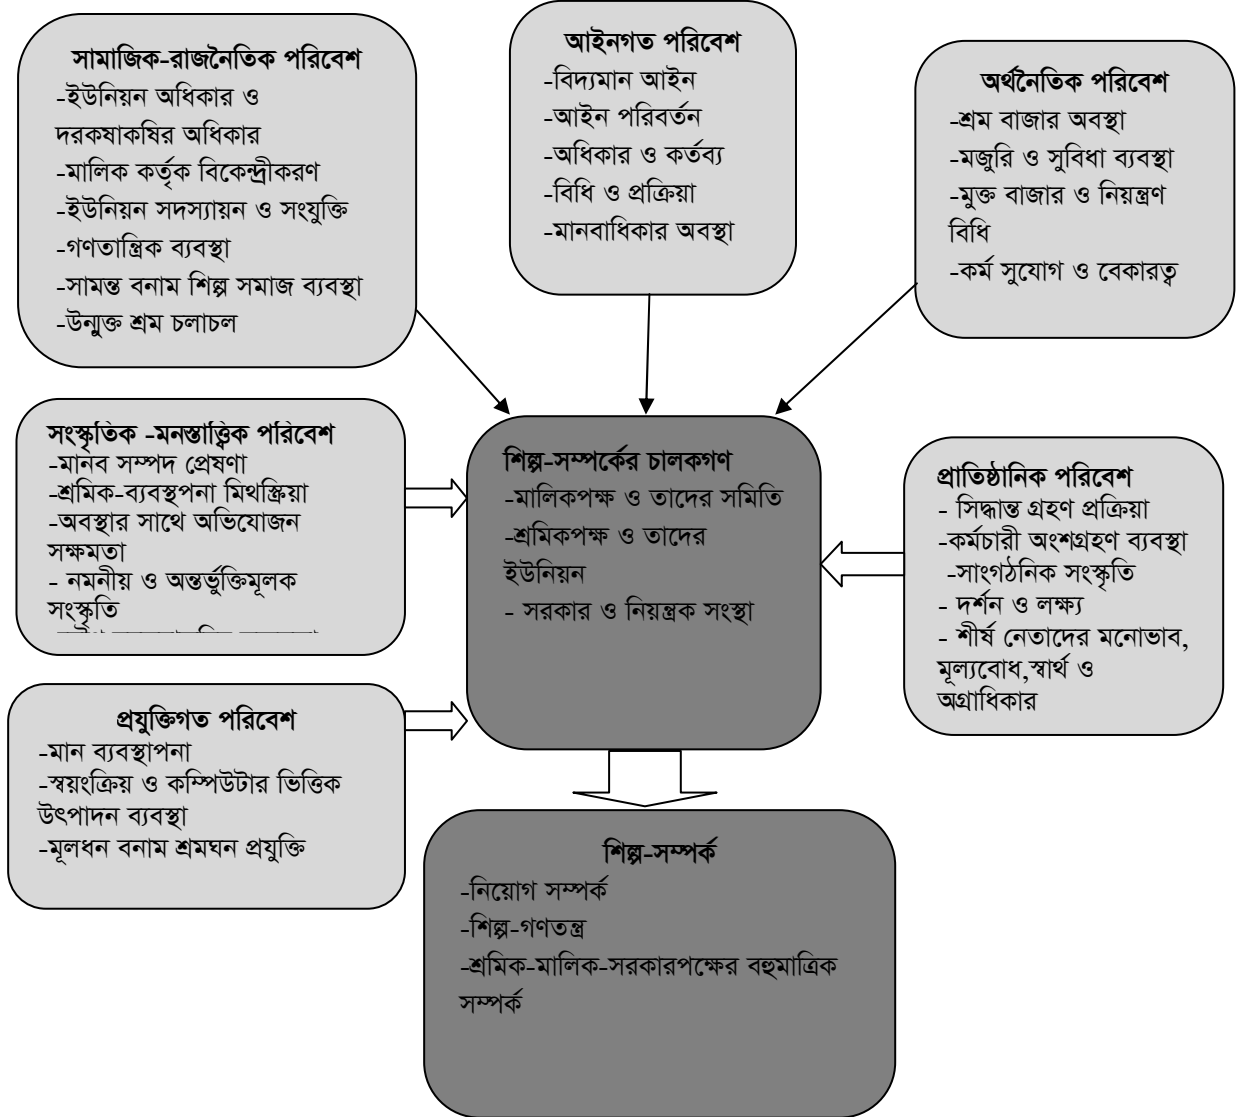 সামাজিক-রাজনৈতিক পরিবেশ
-ইউনিয়ন অধিকার ও
দরকষাকষির অধিকার
-মালিক কর্তৃক বিকেন্দ্রীকরণ
-ইউনিয়ন সদস্যায়ন ও সংযুক্তি
-গণতান্ত্রিক ব্যবস্থা
-সামন্ত বনাম শিল্প সমাজ ব্যবস্থা
-উন্মুক্ত শ্রম চলাচল
আইনগত পরিবেশ
-বিদ্যমান আইন
-আইন পরিবর্তন
-অধিকার ও কর্তব্য
-বিধি ও প্রক্রিয়া
-মানবাধিকার অবস্থা
অর্থনৈতিক পরিবেশ
-শ্রম বাজার অবস্থা
-মজুরি ও সুবিধা ব্যবস্থা
-মুক্ত বাজার ও নিয়ন্ত্রণ
বিধি
-কর্ম সুযোগ ও বেকারত্ব
সংস্কৃতিক -মনস্তাত্ত্বিক পরিবেশ
-মানব সম্পদ প্রেষণা
-শ্রমিক-ব্যবস্থপনা মিথস্ক্রিয়া
-অবস্থার সাথে অভিযোজন
সক্ষমতা
- নমনীয় ও অন্তর্ভুক্তিমূলক
সংস্কৃতি
শিল্প-সম্পর্কের চালকগণ
-মালিকপক্ষ ও তাদের সমিতি
-শ্রমিকপক্ষ ও তাদের
ইউনিয়ন
- সরকার ও নিয়ন্ত্রক সংস্থা
প্রাতিষ্ঠানিক পরিবেশ
- সিদ্ধান্ত গ্রহণ প্রক্রিয়া
-কর্মচারী অংশগ্রহণ ব্যবস্থা
-সাংগঠনিক সংস্কৃতি
- দর্শন ও লক্ষ্য
- শীর্ষ নেতাদের মনোভাব,
মূল্যবোধ,স্বার্থ ও
অগ্রাধিকার
প্রযুক্তিগত পরিবেশ
-মান ব্যবস্থাপনা
-স্বয়ংক্রিয় ও কম্পিউটার ভিত্তিক
উৎপাদন ব্যবস্থা
-মূলধন বনাম শ্রমঘন প্রযুক্তি
শিল্প-সম্পর্ক
-নিয়োগ সম্পর্ক
-শিল্প-গণতন্ত্র
-শ্রমিক-মালিক-সরকারপক্ষের বহুমাত্রিক
সম্পর্ক